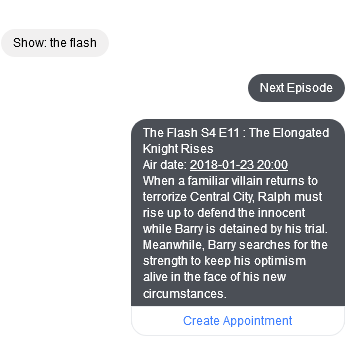 Show: the flash
Next Episode
The Flash S4 E11 : The Elongated
Knight Rises
Air date: 2018-01-23 20:00
When a familiar villain returns to
terrorize Central City, Ralph must
rise up to defend the innocent
while Barry is detained by his trial.
Meanwhile, Barry searches for the
strength to keep his optimism
alive in the face of his new
circumstances.
Create Appointment